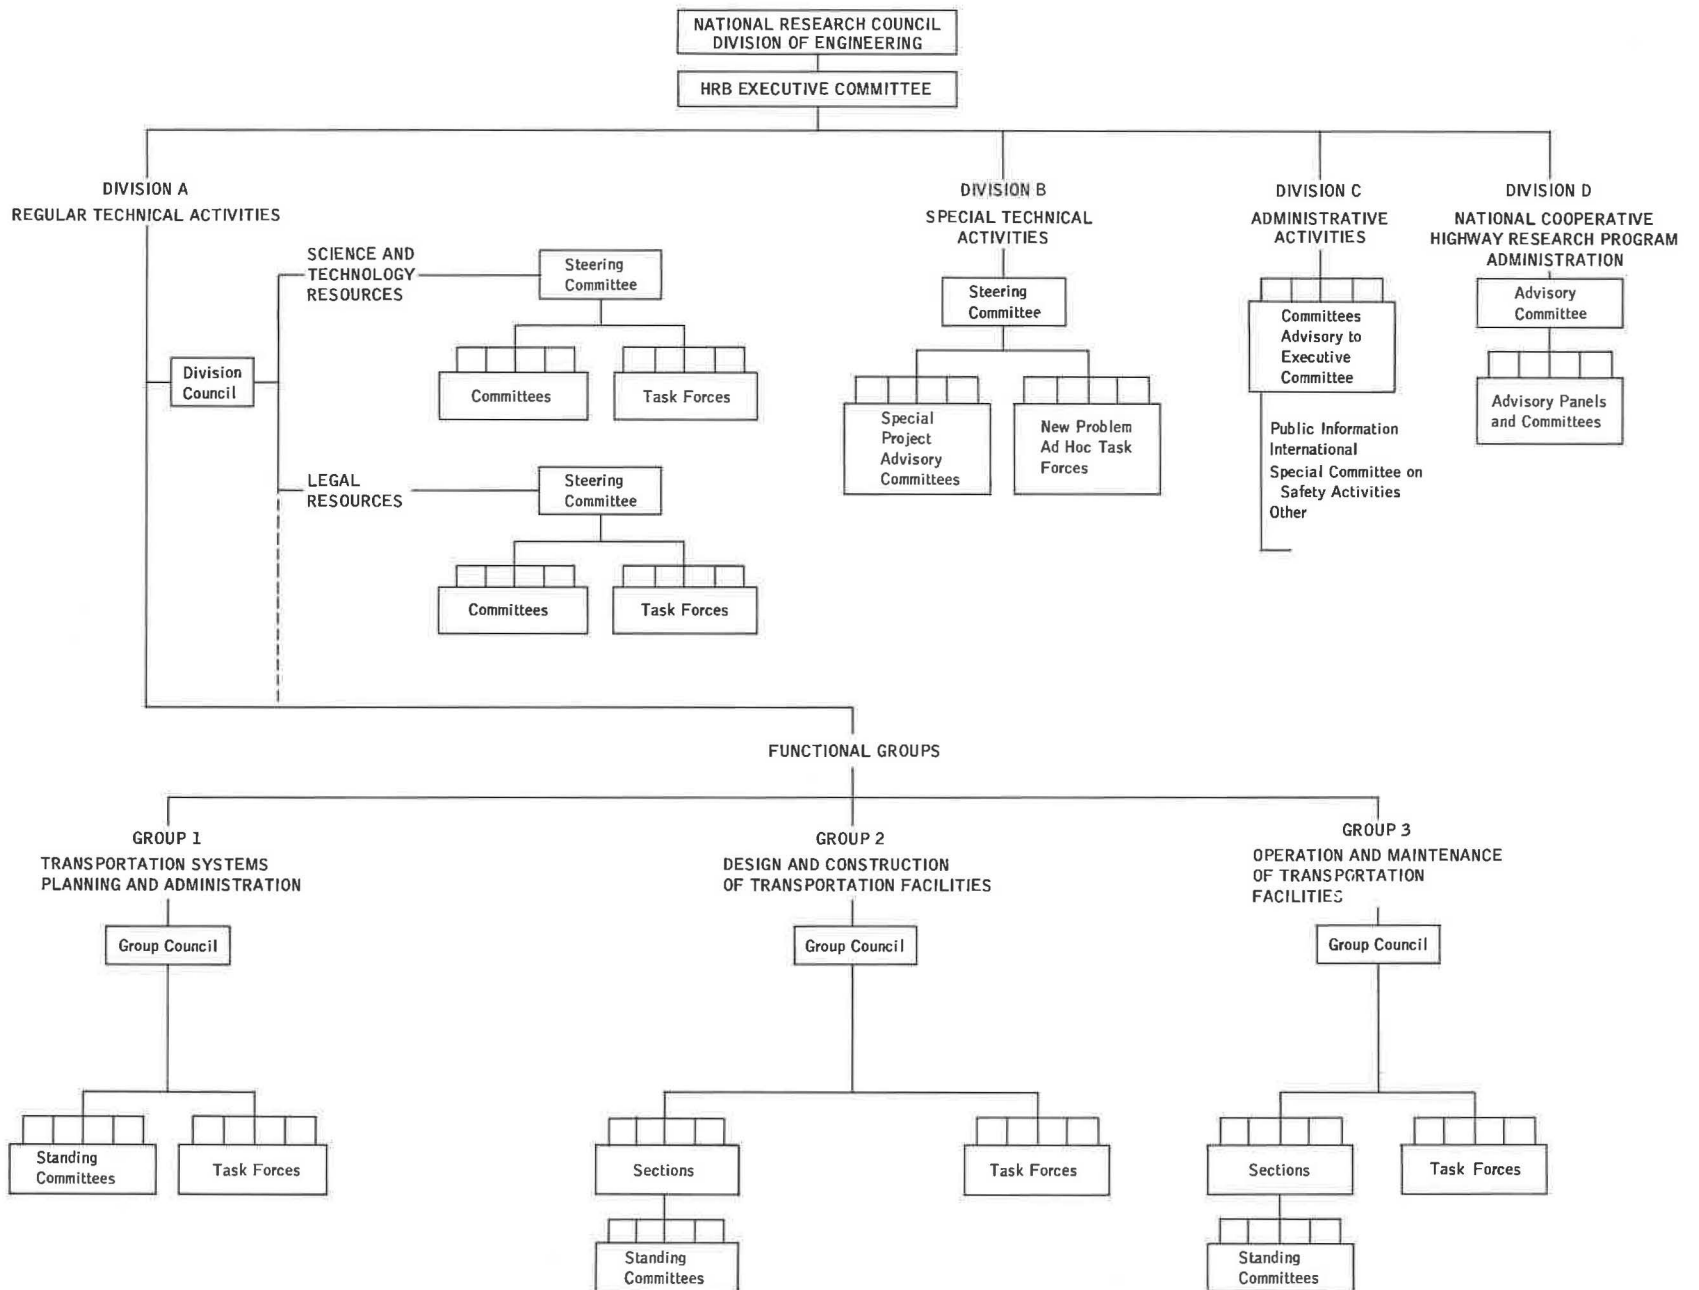 NATIONAL RESEARCH COUNCIL
DIVISION OF ENGINEERING
HRB EXECUTIVE COMMITTEE
DIVISION A
REGULAR TECHNICAL ACTIVITIES
DIVISION B
SPECIAL TECHNICAL
ACTIVITIES
DIVISION C
ADMINISTRATIVE
ACTIVITIES
DIVISION D
NATIONAL COOPERATIVE
HIGHWAY RESEARCH PROGRAM
ADMINISTRATION
SCIENCE AND
TECHNOLOGY
RESOURCES
Steering
Committee
Committees
Task Forces
Division
Council
LEGAL
RESOURCES
Steering
Committee
Committees
Task Forces
Steering
Committee
Special
Project
Advisory
Committees
New Problem
Ad Hoc Task
Forces
Committees
Advisory to
Executive
Committee
Public Information
International
Special Committee on
Safety Activities
Other
Advisory
Committee
Advisory Panels
and Committees
FUNCTIONAL GROUPS
GROUP 1
TRANSPORTATION SYSTEMS
PLANNING AND ADMINISTRATION
Group Council
Standing
Committees
Task Forces
GROUP 2
DESIGN AND CONSTRUCTION
OF TRANSPORTATION FACILITIES
Group Council
Sections
Task Forces
Standing
Committees
GROUP 3
OPERATION AND MAINTENANCE
OF TRANSPORTATION
FACILITIES
Group Council
Sections
Task Forces
Standing
Committees